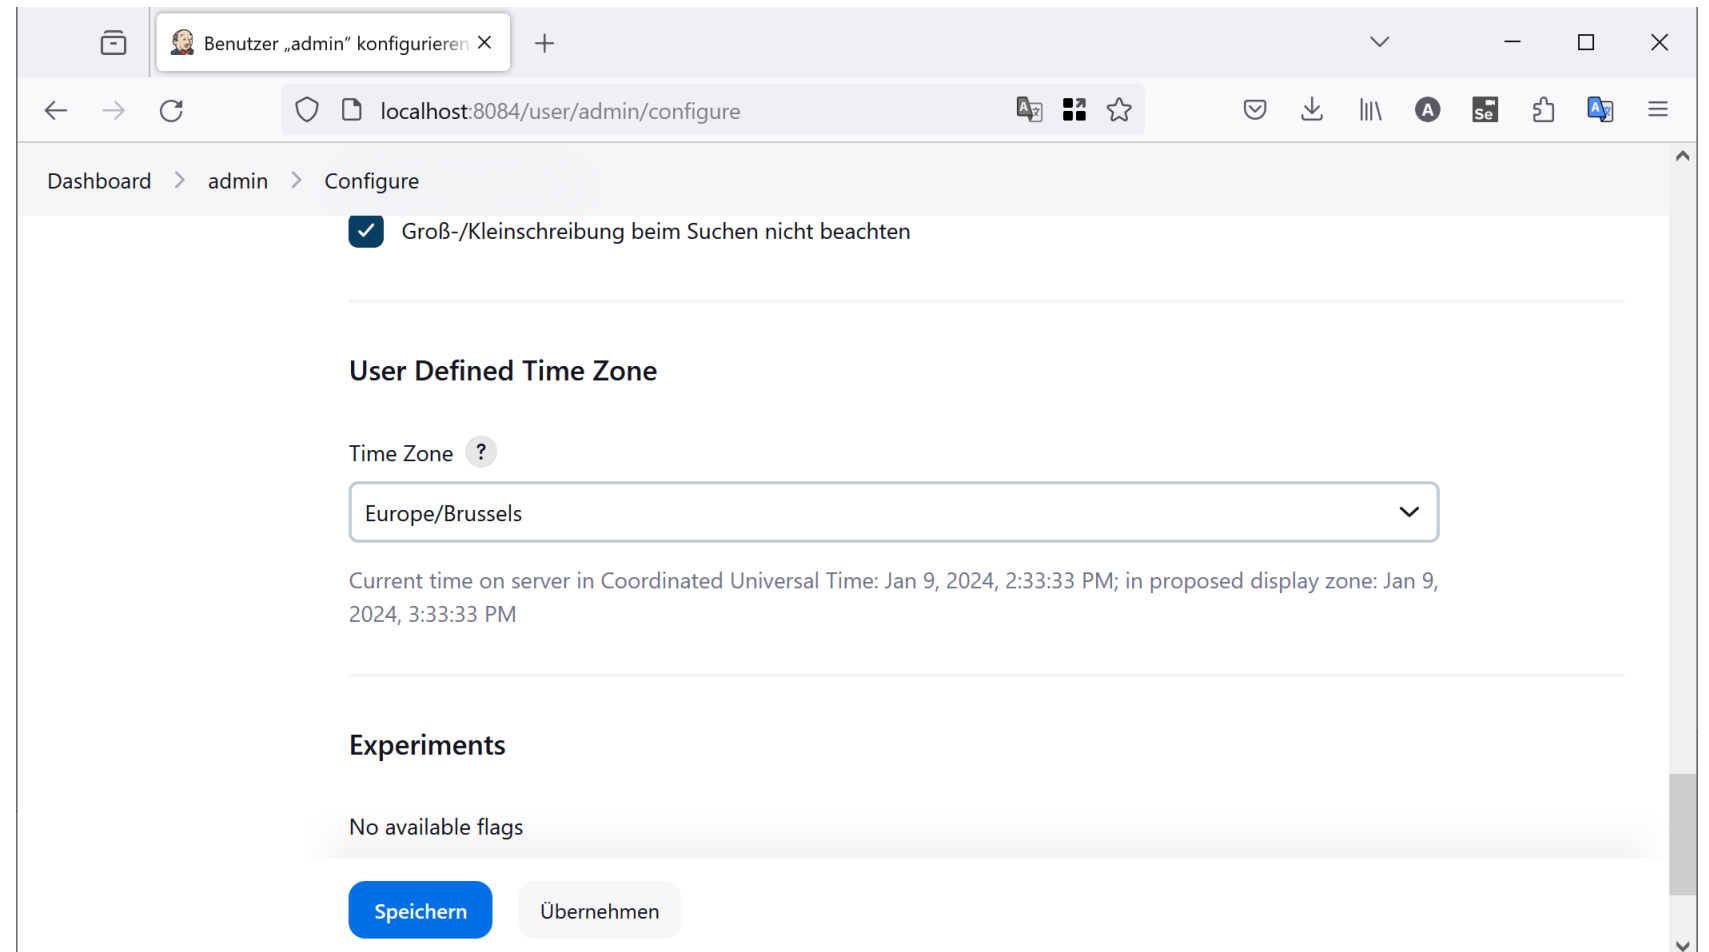 Benutzer „admin“ konfigurieren
localhost:8084/user/admin/configure
A
Se
Dashboard > admin > Configure
Groß-/Kleinschreibung beim Suchen nicht beachten
User Defined Time Zone
Time Zone ?
Europe/Brussels
Current time on server in Coordinated Universal Time: Jan 9, 2024, 2:33:33 PM; in proposed display zone: Jan 9,
2024, 3:33:33 PM
Experiments
No available flags
Speichern Übernehmen